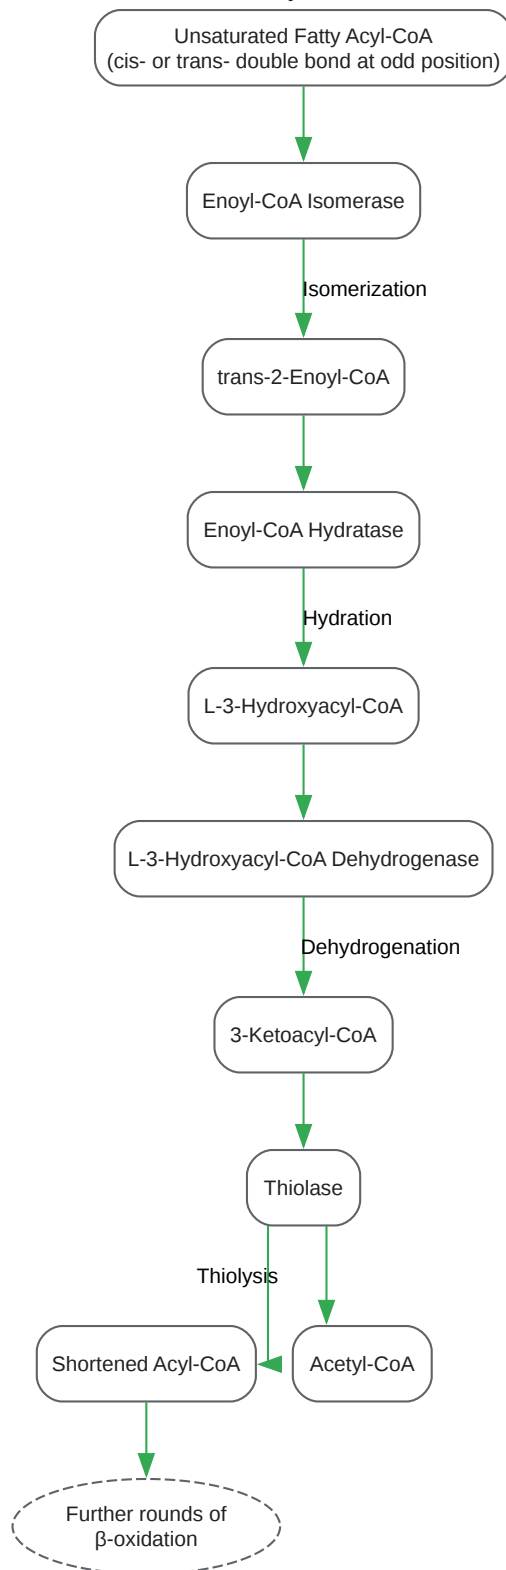 Unsaturated Fatty Acyl-CoA
(cis- or trans- double bond at odd position)
Enoyl-CoA Isomerase
Isomerization
trans-2-Enoyl-CoA
Enoyl-CoA Hydratase
Hydration
L-3-Hydroxyacyl-CoA
L-3-Hydroxyacyl-CoA Dehydrogenase
Dehydrogenation
3-Ketoacyl-CoA
Thiolase
Thiolysis
Shortened Acyl-CoA
Acetyl-CoA
Further rounds of
β-oxidation